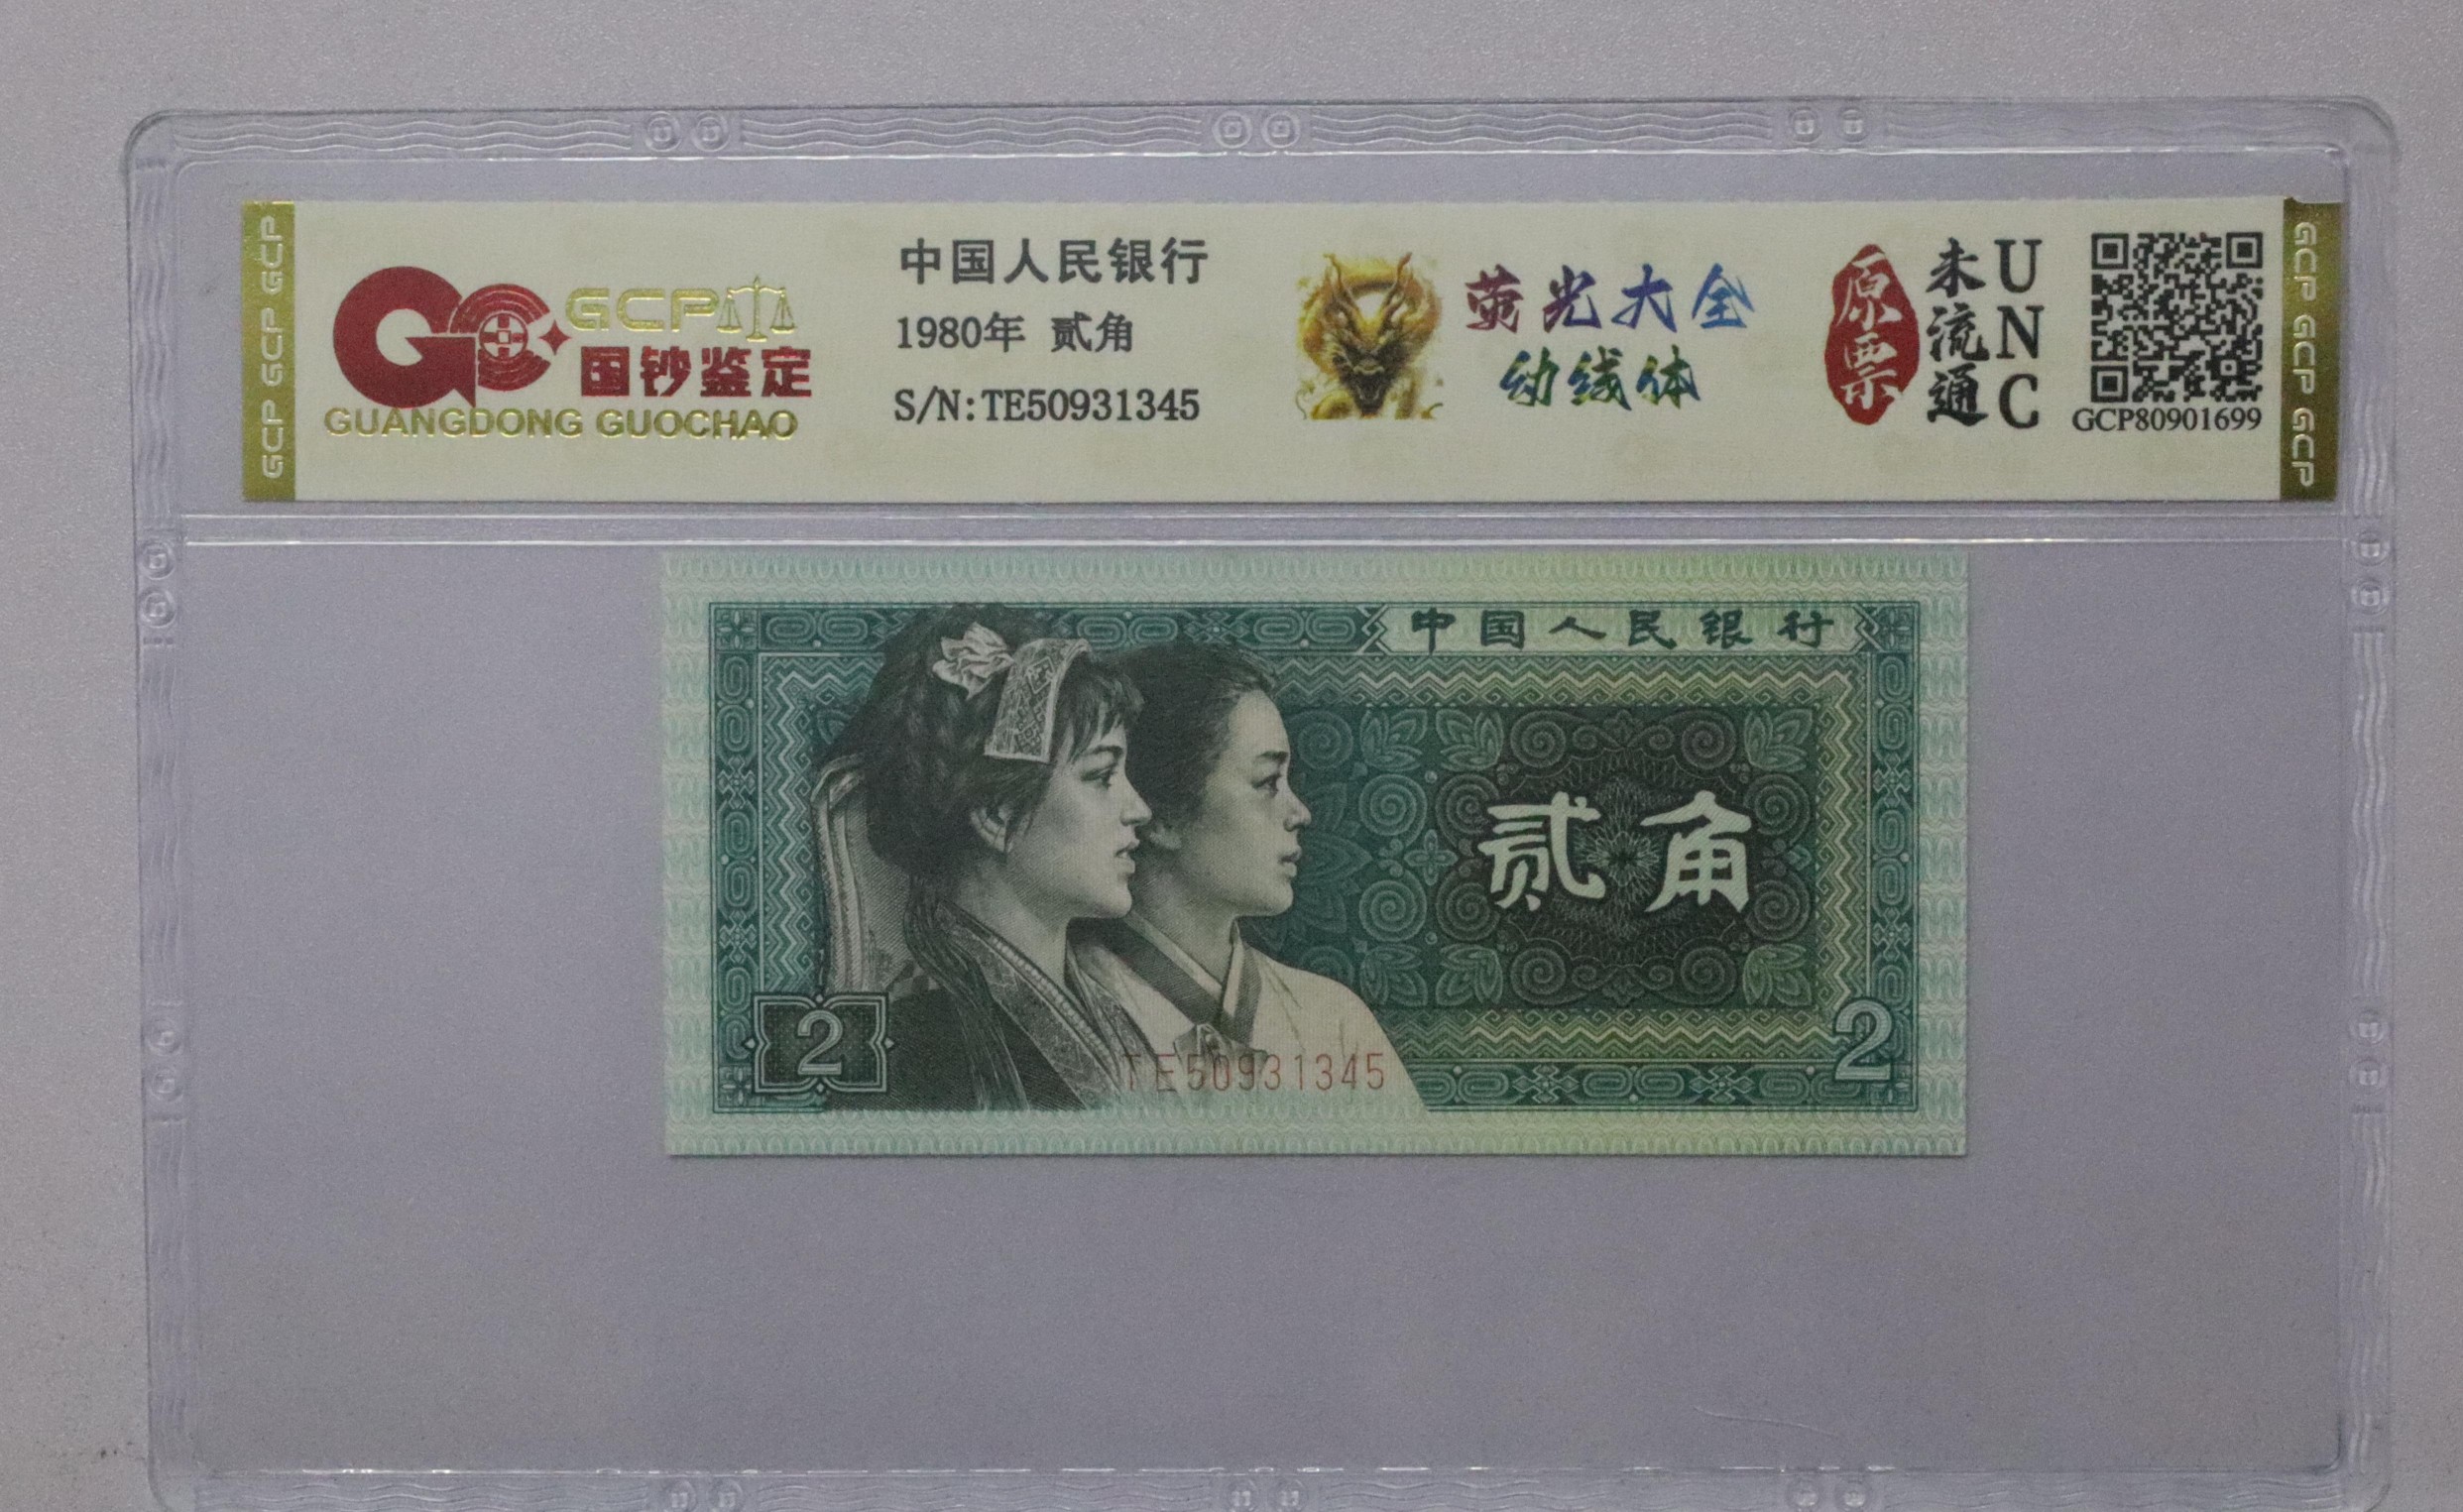 GCP GCP GCP
GCP
国钞鉴定
GUANGDONG GUOCHAO
中国人民银行
1980年 贰角
S/N:TE50931345
荧光大全
幼线体
原票
未流通
UNC
GCP80901699
GCP GCP GCP
中国人民银行
贰角
2
2
TE50931345